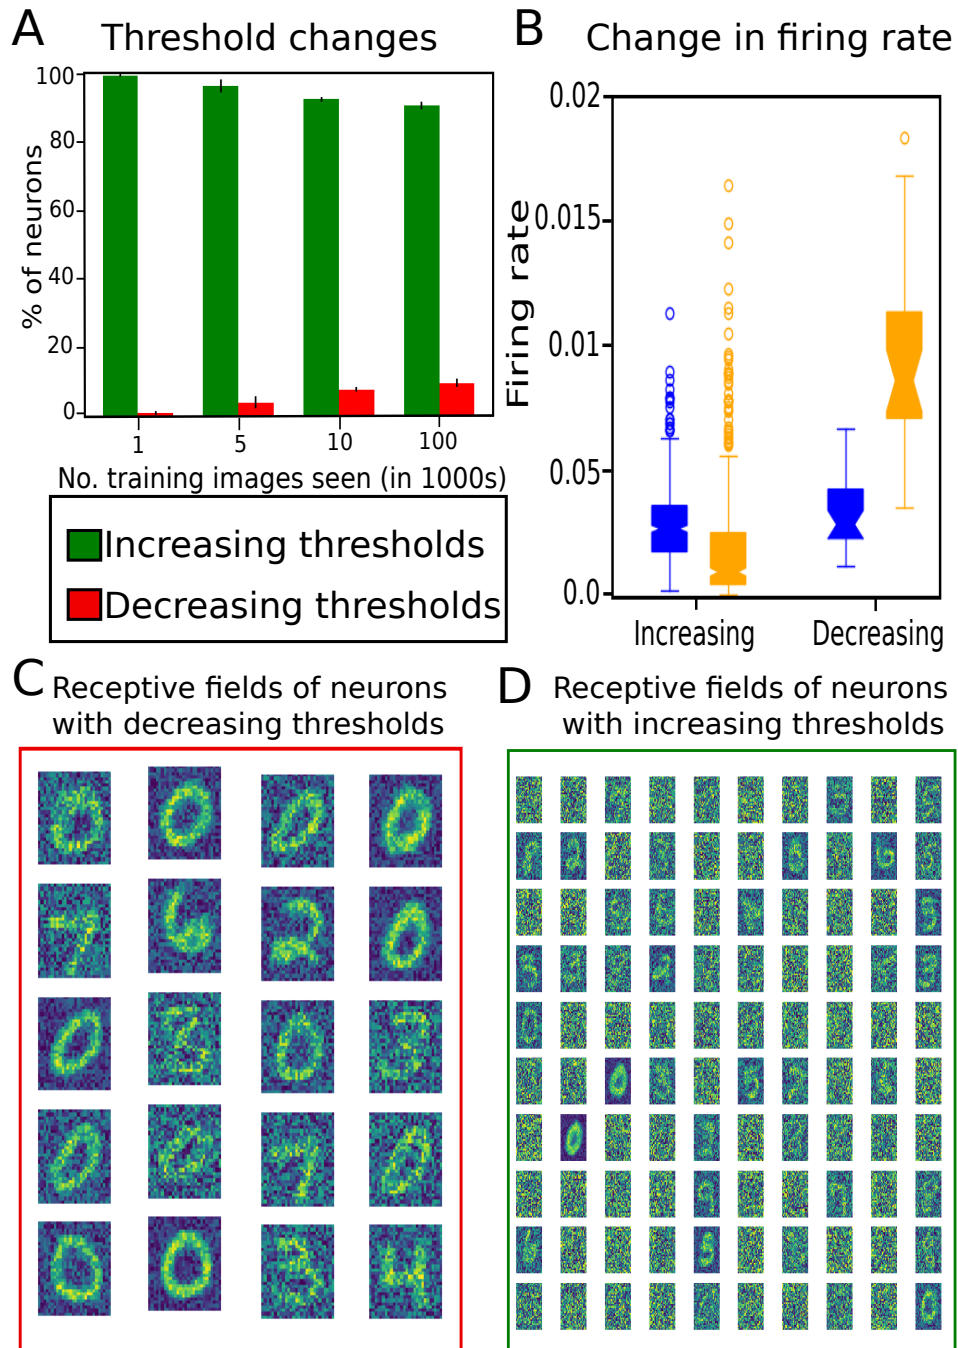 A
Threshold changes
% of neurons
100
80
60
40
20
0
1
5
10
100
No. training images seen (in 1000s)
Increasing thresholds
Decreasing thresholds
B
Change in firing rate
Firing rate
0.02
0.015
0.01
0.05
0.0
Increasing
Decreasing
C
Receptive fields of neurons
with decreasing thresholds
D
Receptive fields of neurons
with increasing thresholds